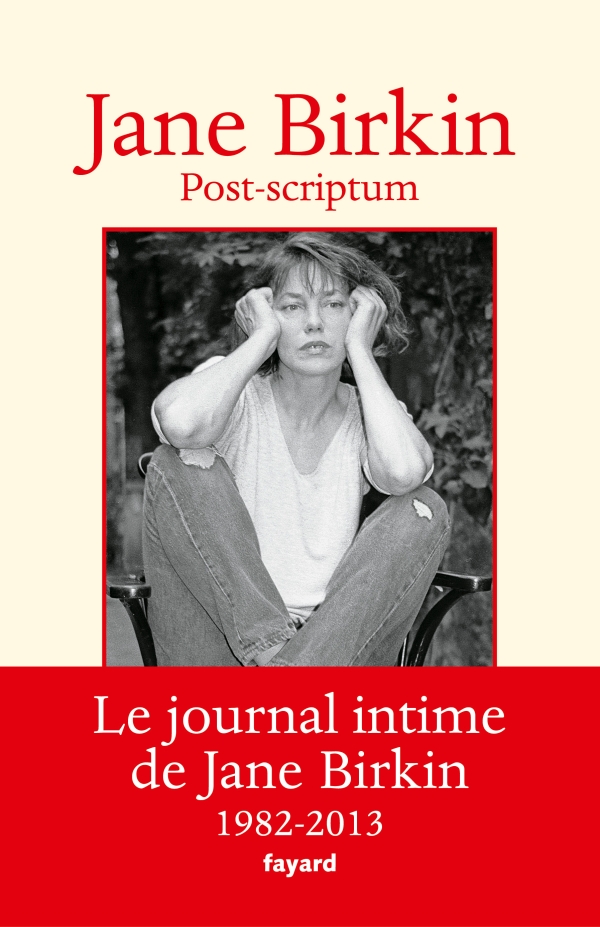 Jane Birkin
Post-scriptum
Le journal intime
de Jane Birkin
1982-2013
fayard